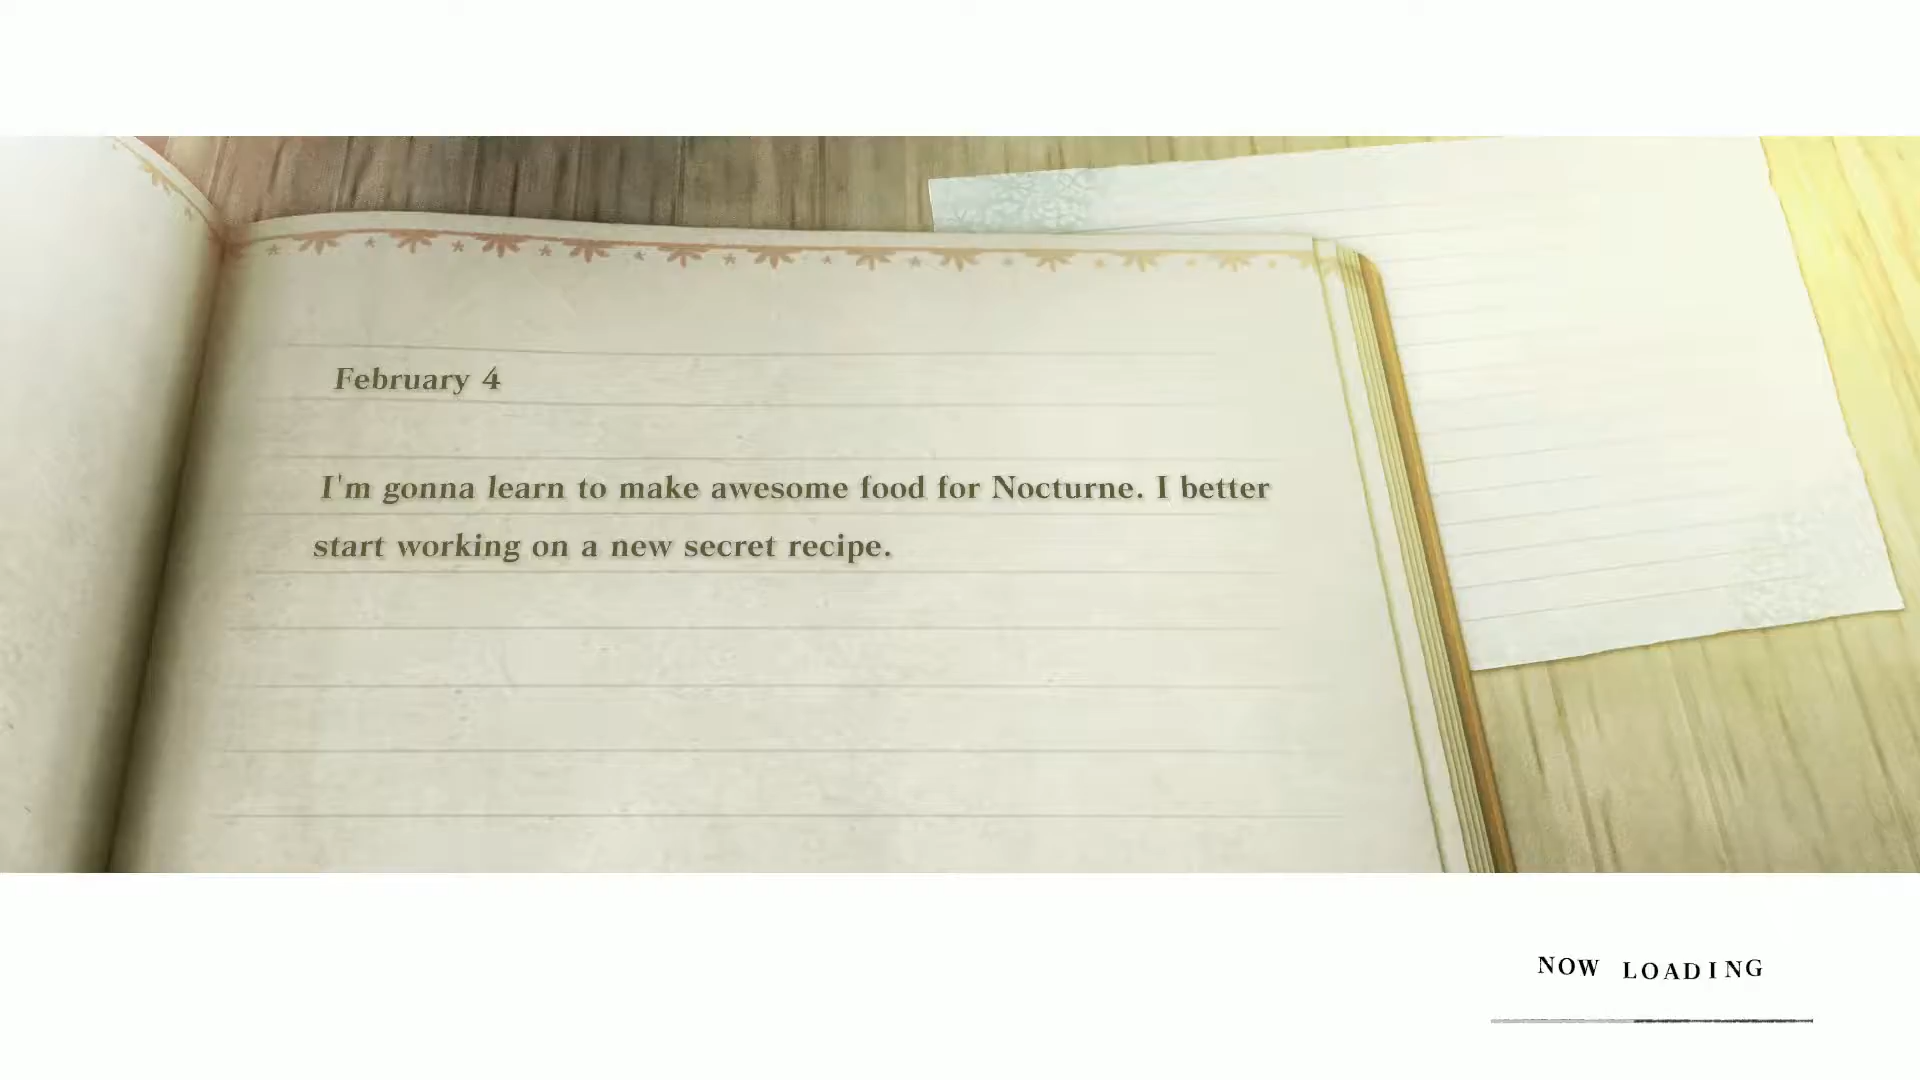 February 4
I'm gonna learn to make awesome food for Nocturne. I better
start working on a new secret recipe.
NOW LOADING